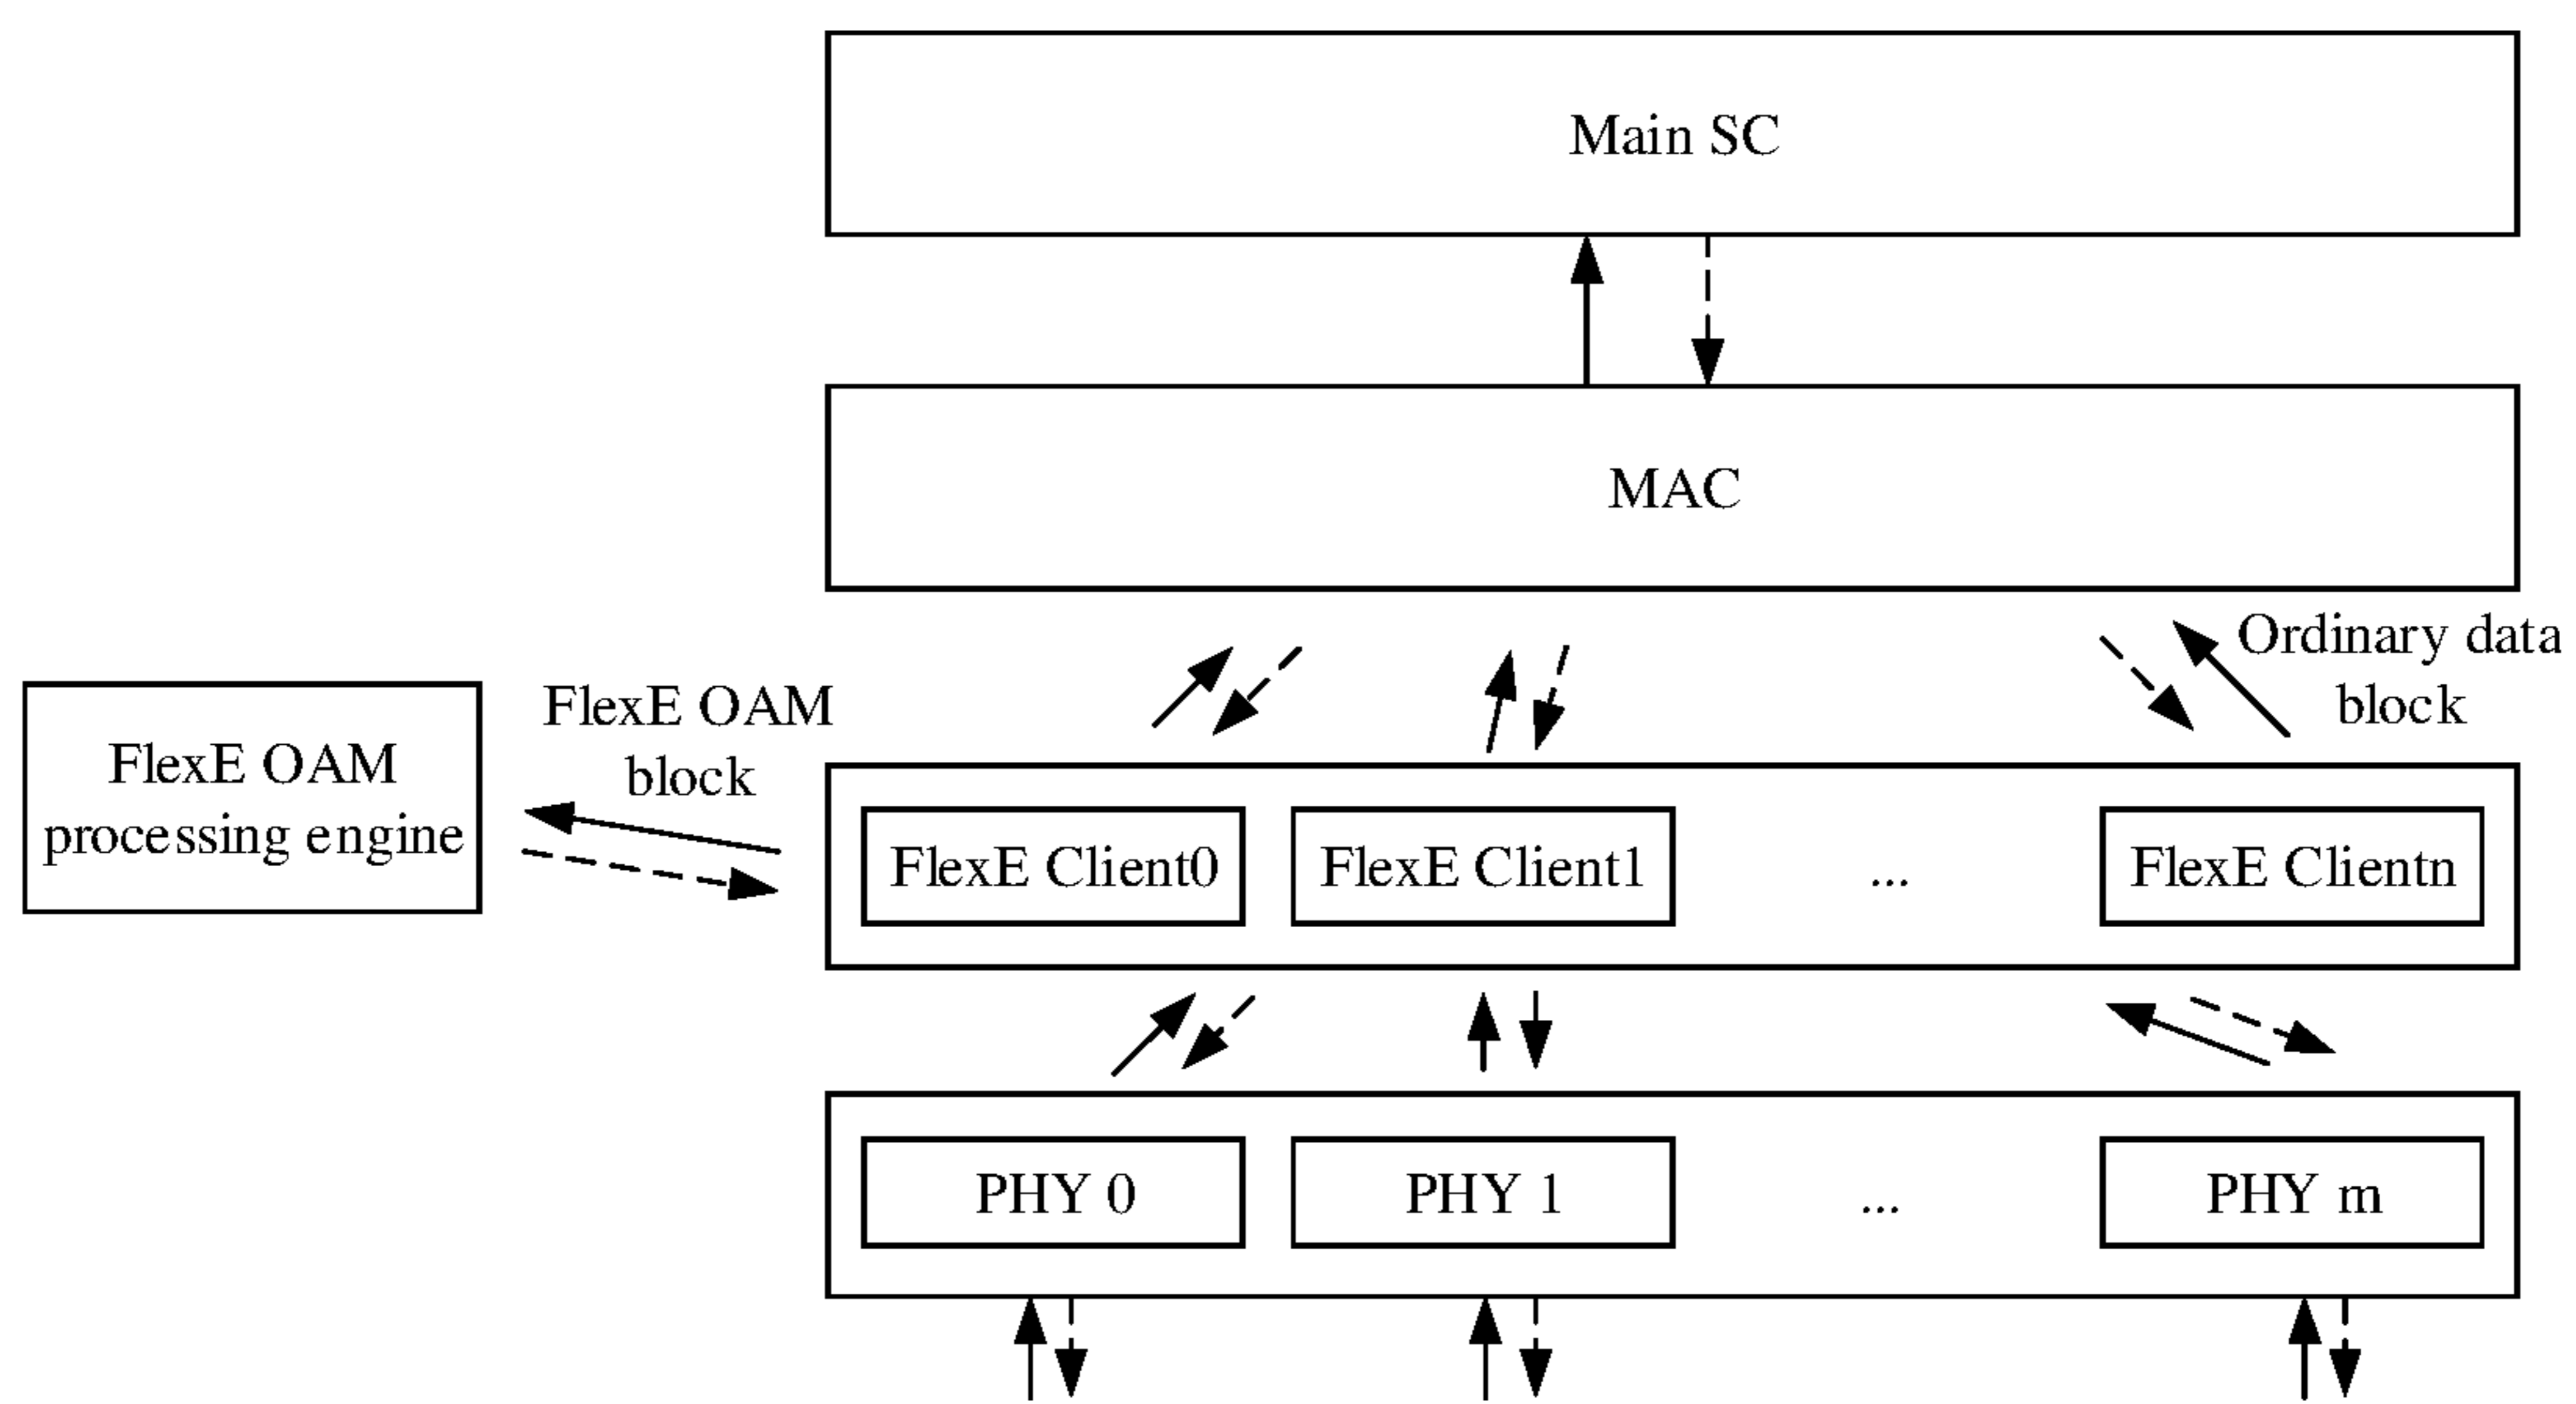 Main SC
MAC
Ordinary data
block
FlexE OAM
block
FlexE OAM
processing engine
FlexE Client0
FlexE Client1
...
FlexE Clientn
PHY 0
PHY 1
...
PHY m